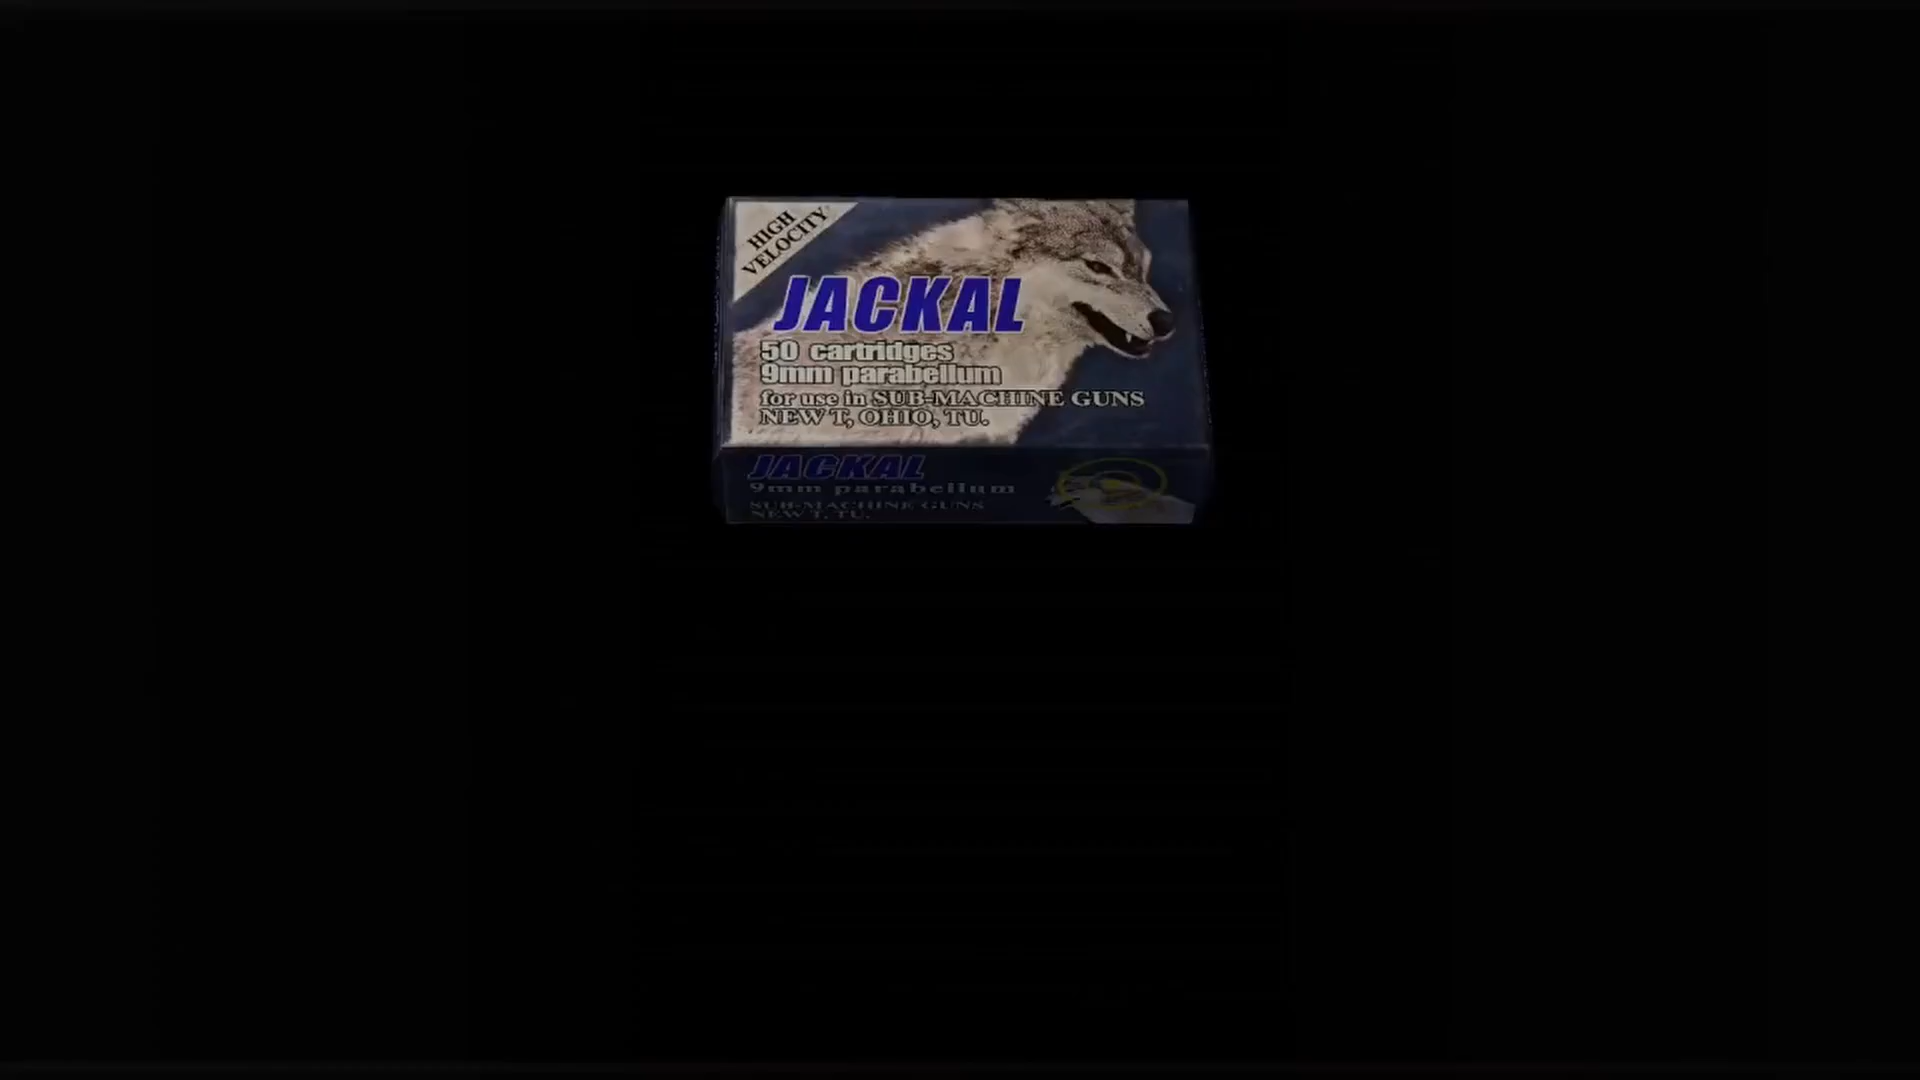 HIGH
VELOCITY
JACKAL
50 cartridges
9mm parabellum
for use in SUB-MACHINE GUNS
NEW T, OHIO, TU.
JACKAL
9mm parabellum
SUB-MACHINE GUNS
NEW T, TU.